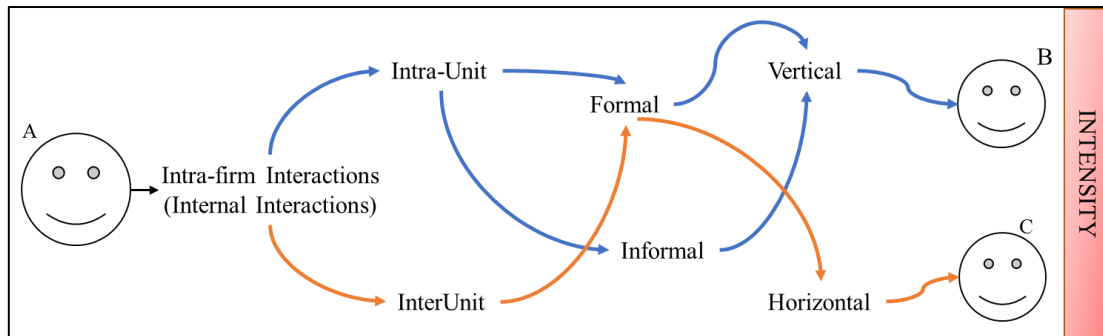 A
Intra-firm Interactions
(Internal Interactions)
Intra-Unit
InterUnit
Formal
Informal
Vertical
Horizontal
B
C
INTENSITY